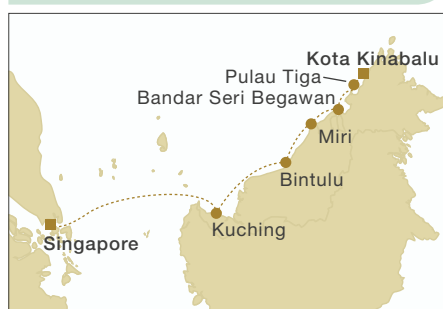 Kota Kinabalu
Pulau Tiga
Bandar Seri Begawan
Miri
Bintulu
Kuching
Singapore